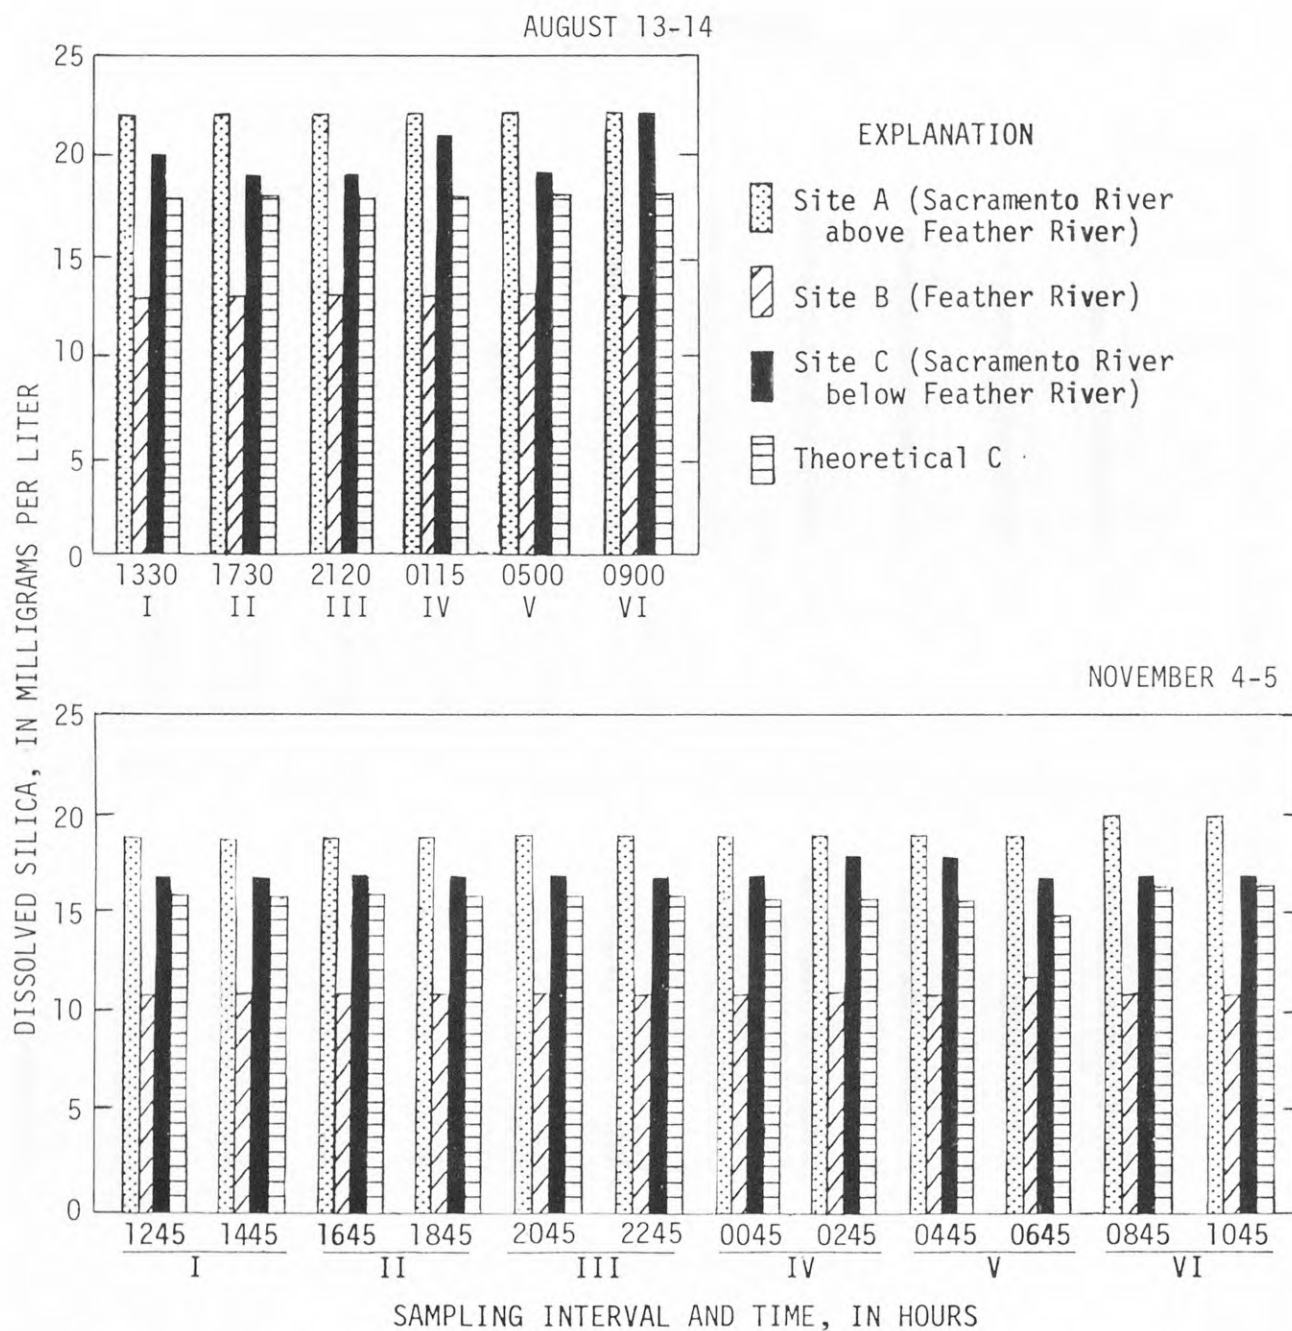 AUGUST 13-14
DISSOLVED SILICA, IN MILLIGRAMS PER LITER
25
20
15
10
5
0
1330 1730 2120 0115 0500 0900
I II III IV V VI
EXPLANATION
Site A (Sacramento River
above Feather River)
Site B (Feather River)
Site C (Sacramento River
below Feather River)
Theoretical C
NOVEMBER 4-5
25
20
15
10
5
0
1245 1445 1645 1845 2045 2245 0045 0245 0445 0645 0845 1045
I II III IV V VI
SAMPLING INTERVAL AND TIME, IN HOURS